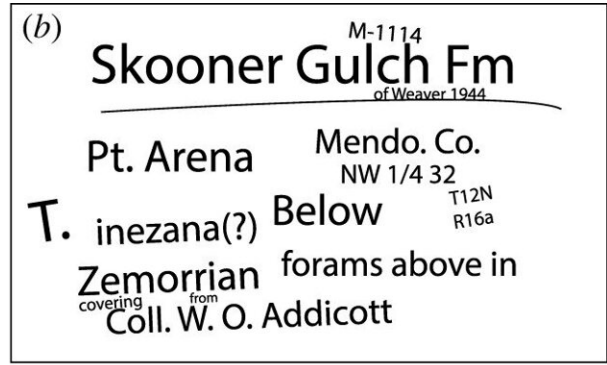 (b)
M-1114
Skooner Gulch Fm
of Weaver 1944
Pt. Arena
Mendo. Co.
NW 1/4 32
T12N
R16a
T. inezana(?) Below
Zemorrian forams above in
covering from
Coll. W. O. Addicott